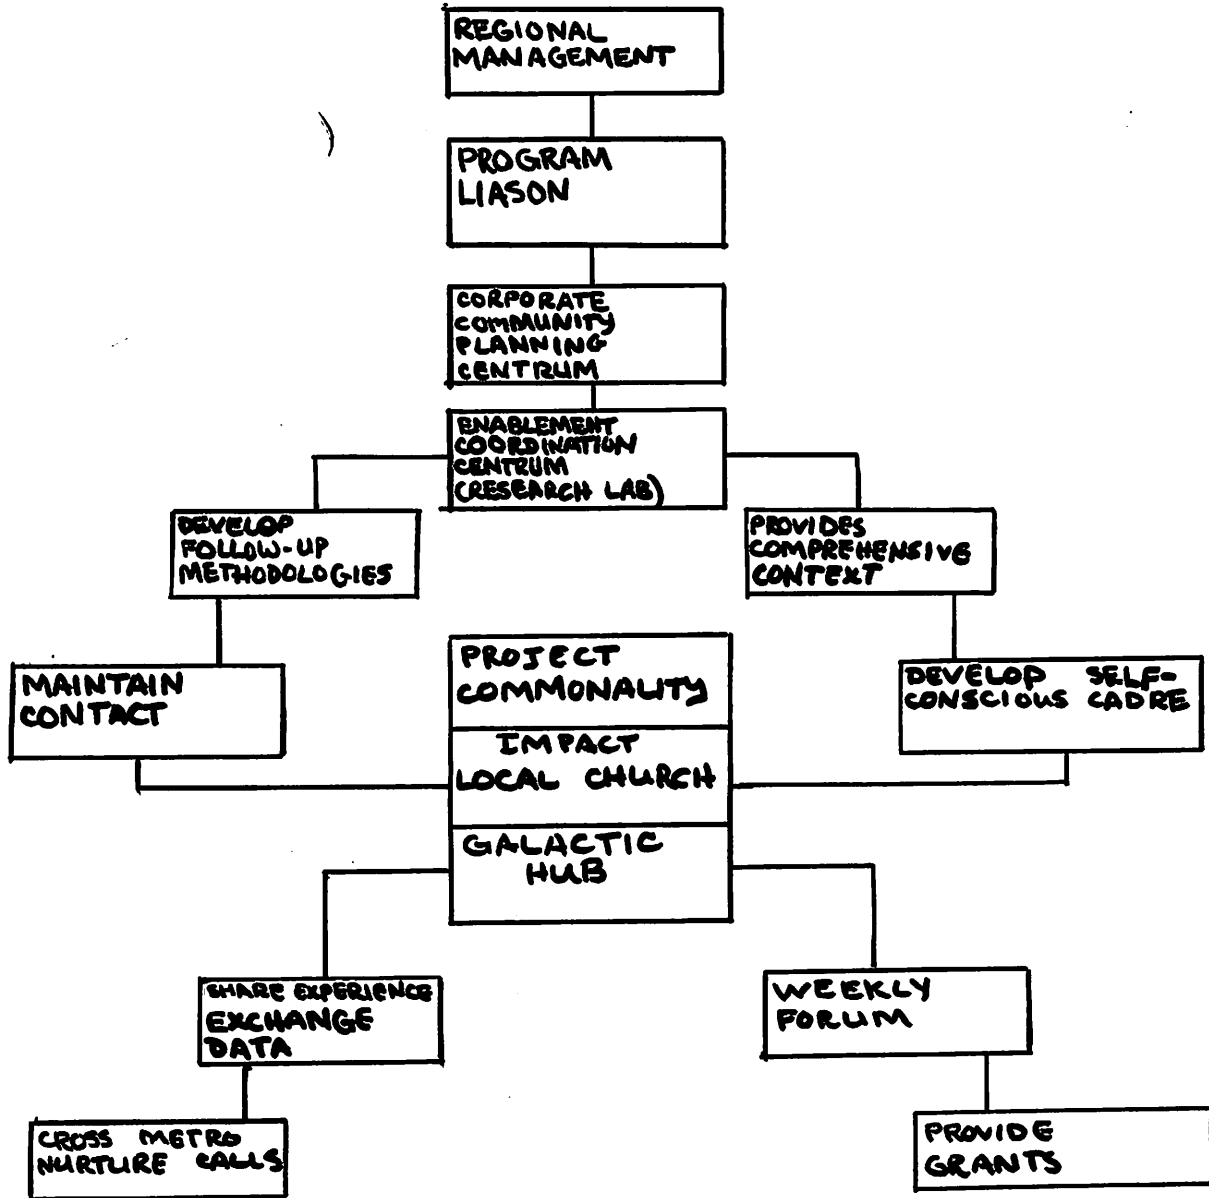 REGIONAL
MANAGEMENT
PROGRAM
LIASON
CORPORATE
COMMUNITY
PLANNING
CENTRUM
ENABLEMENT
COORDINATION
CENTRUM
(RESEARCH LAB)
DEVELOP
FOLLOW-UP
METHODOLOGIES
PROVIDES
COMPREHENSIVE
CONTEXT
MAINTAIN
CONTACT
PROJECT
COMMONALITY
IMPACT
LOCAL CHURCH
GALACTIC
HUB
DEVELOP SELF-
CONSCIOUS CADRE
SHARE EXPERIENCE
EXCHANGE
DATA
WEEKLY
FORUM
CROSS METRO
NURTURE CALLS
PROVIDE
GRANTS